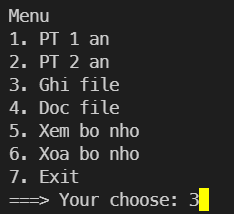 Menu
1. PT 1 an
2. PT 2 an
3. Ghi file
4. Doc file
5. Xem bo nho
6. Xoa bo nho
7. Exit
===> Your choose: 3